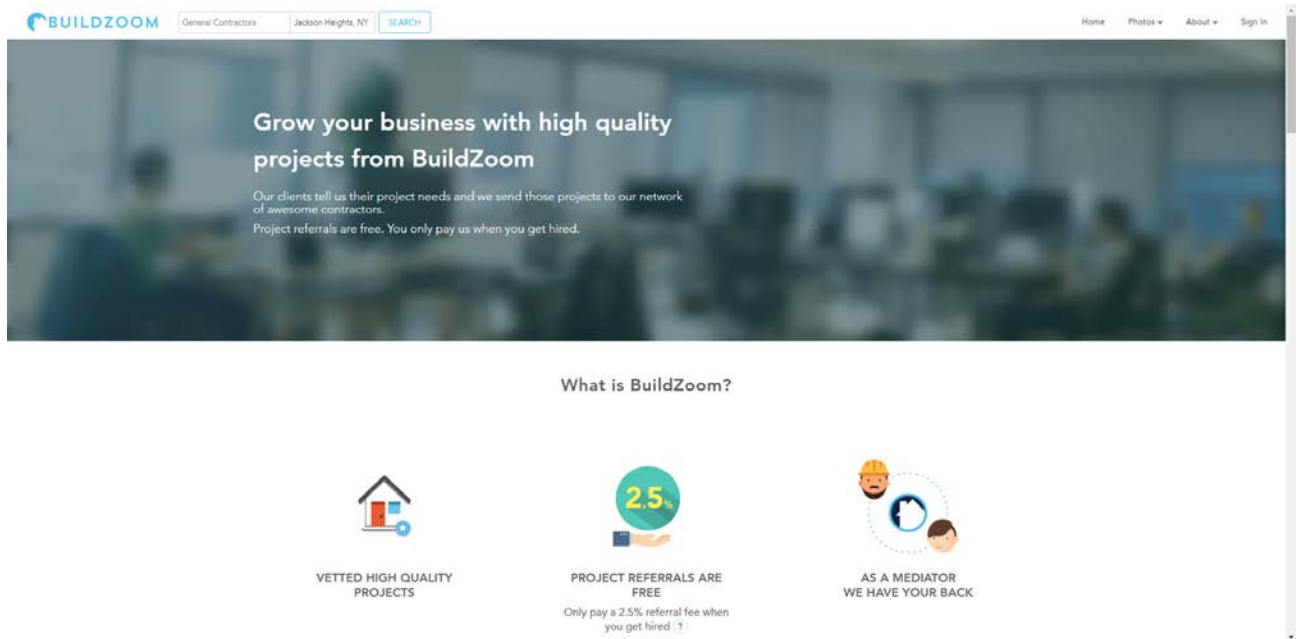 BUILDZOOM
General Contractors
Jackson Heights, NY
SEARCH
Home
Photos
About
Sign In
Grow your business with high quality
projects from BuildZoom
Our clients tell us their project needs and we send those projects to our network
of awesome contractors.
Project referrals are free. You only pay us when you get hired.
What is BuildZoom?
2.5%
VETTED HIGH QUALITY
PROJECTS
PROJECT REFERRALS ARE
FREE
Only pay a 2.5% referral fee when
you get hired ?
AS A MEDIATOR
WE HAVE YOUR BACK